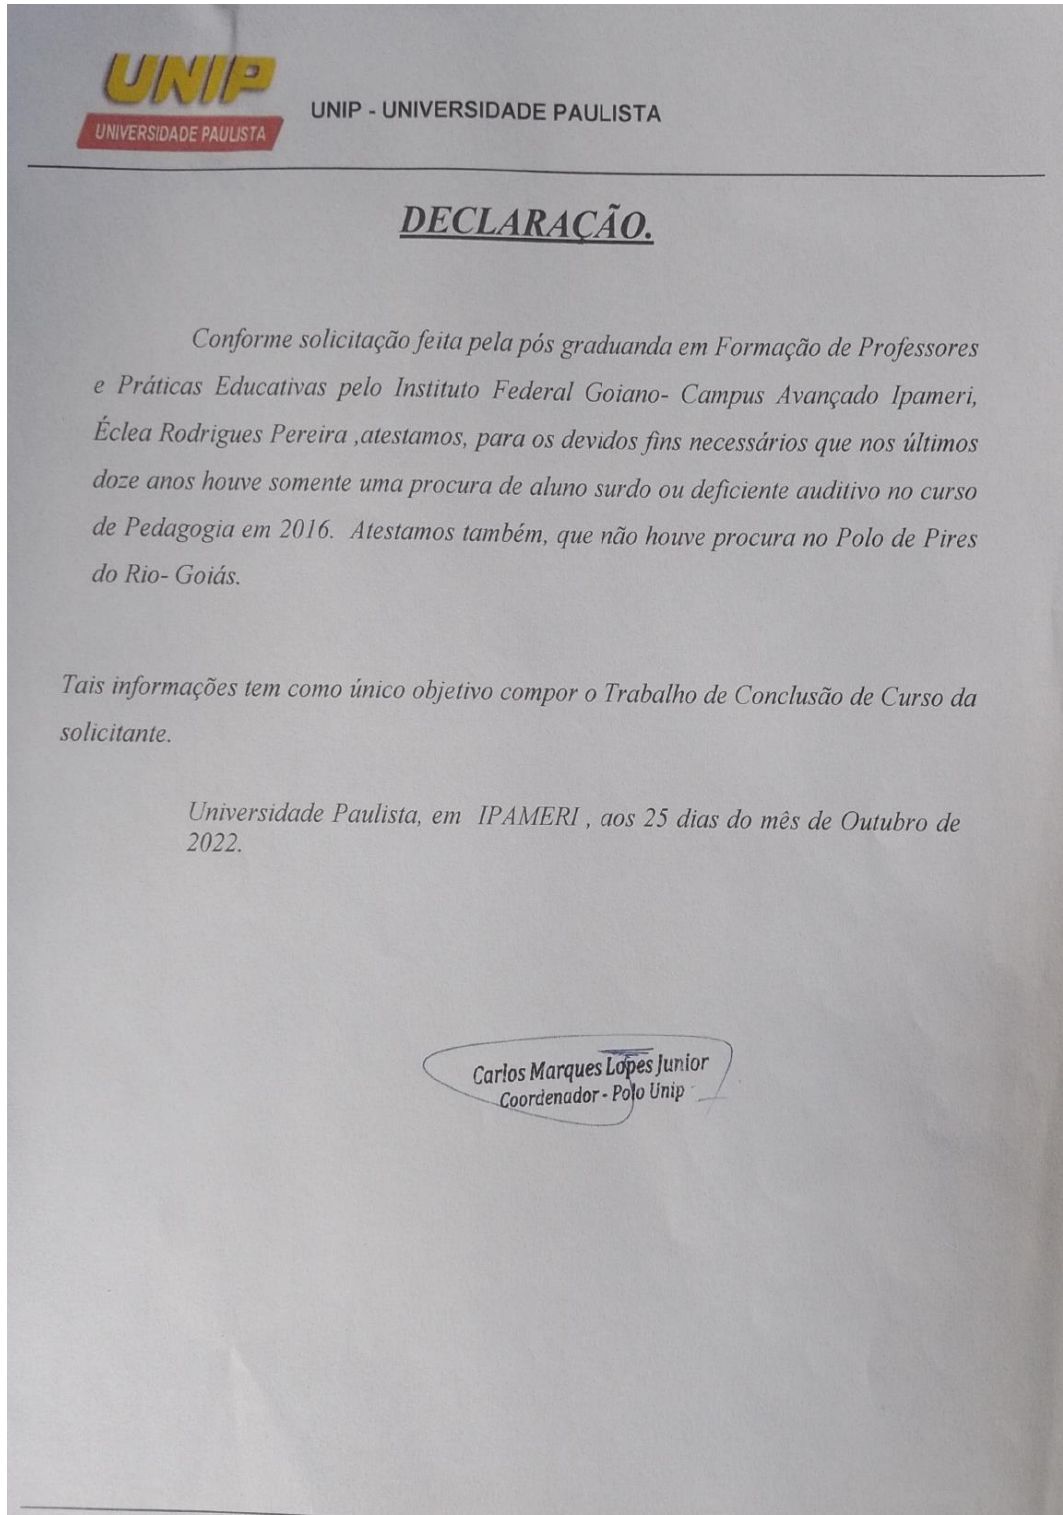 UNIP
UNIVERSIDADE PAULISTA
UNIP - UNIVERSIDADE PAULISTA
DECLARAÇÃO.
Conforme solicitação feita pela pós graduanda em Formação de Professores
e Práticas Educativas pelo Instituto Federal Goiano- Campus Avançado Ipameri,
Éclea Rodrigues Pereira ,atestamos, para os devidos fins necessários que nos últimos
doze anos houve somente uma procura de aluno surdo ou deficiente auditivo no curso
de Pedagogia em 2016. Atestamos também, que não houve procura no Polo de Pires
do Rio- Goiás.
Tais informações tem como único objetivo compor o Trabalho de Conclusão de Curso da
solicitante.
Universidade Paulista, em IPAMERI , aos 25 dias do mês de Outubro de
2022.
Carlos Marques Lopes Junior
Coordenador - Polo Unip